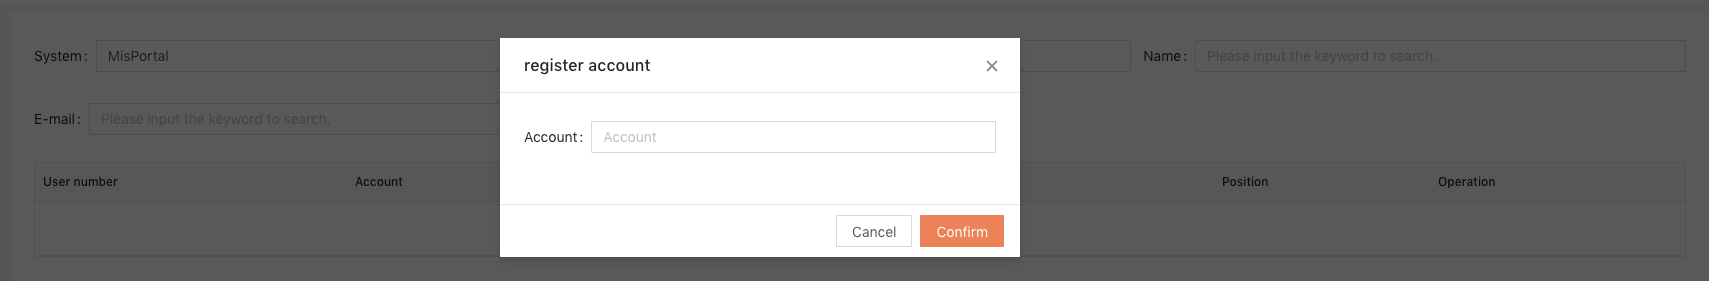 register account
System: MisPortal
Name: Please input the keyword to search.
E-mail: Please input the keyword to search.
Account: Account
User number Account Position Operation
Cancel Confirm